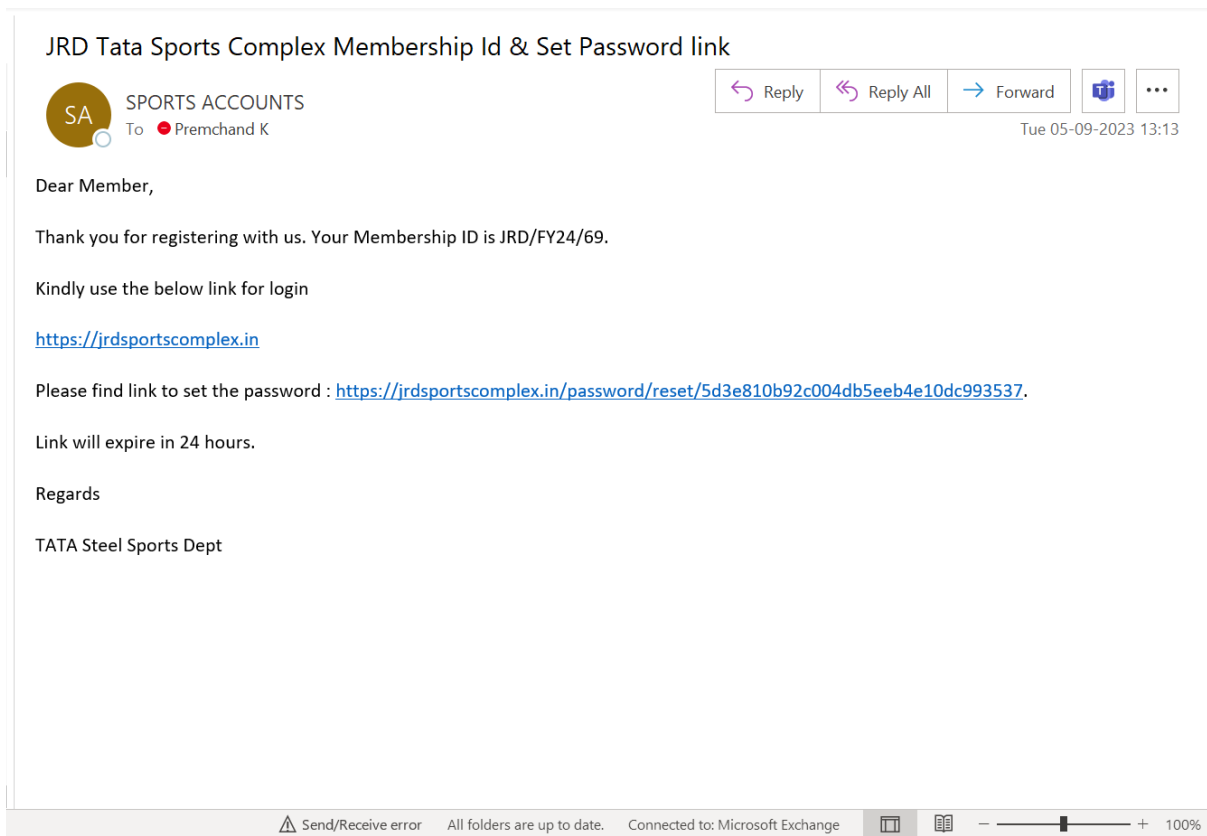 JRD Tata Sports Complex Membership Id & Set Password link
SA
SPORTS ACCOUNTS
To Premchand K
Reply
Reply All
Forward
Tue 05-09-2023 13:13
Dear Member,
Thank you for registering with us. Your Membership ID is JRD/FY24/69.
Kindly use the below link for login
https://jrdsportscomplex.in
Please find link to set the password : https://jrdsportscomplex.in/password/reset/5d3e810b92c004db5eeb4e10dc993537.
Link will expire in 24 hours.
Regards
TATA Steel Sports Dept
Send/Receive error All folders are up to date. Connected to: Microsoft Exchange 100%